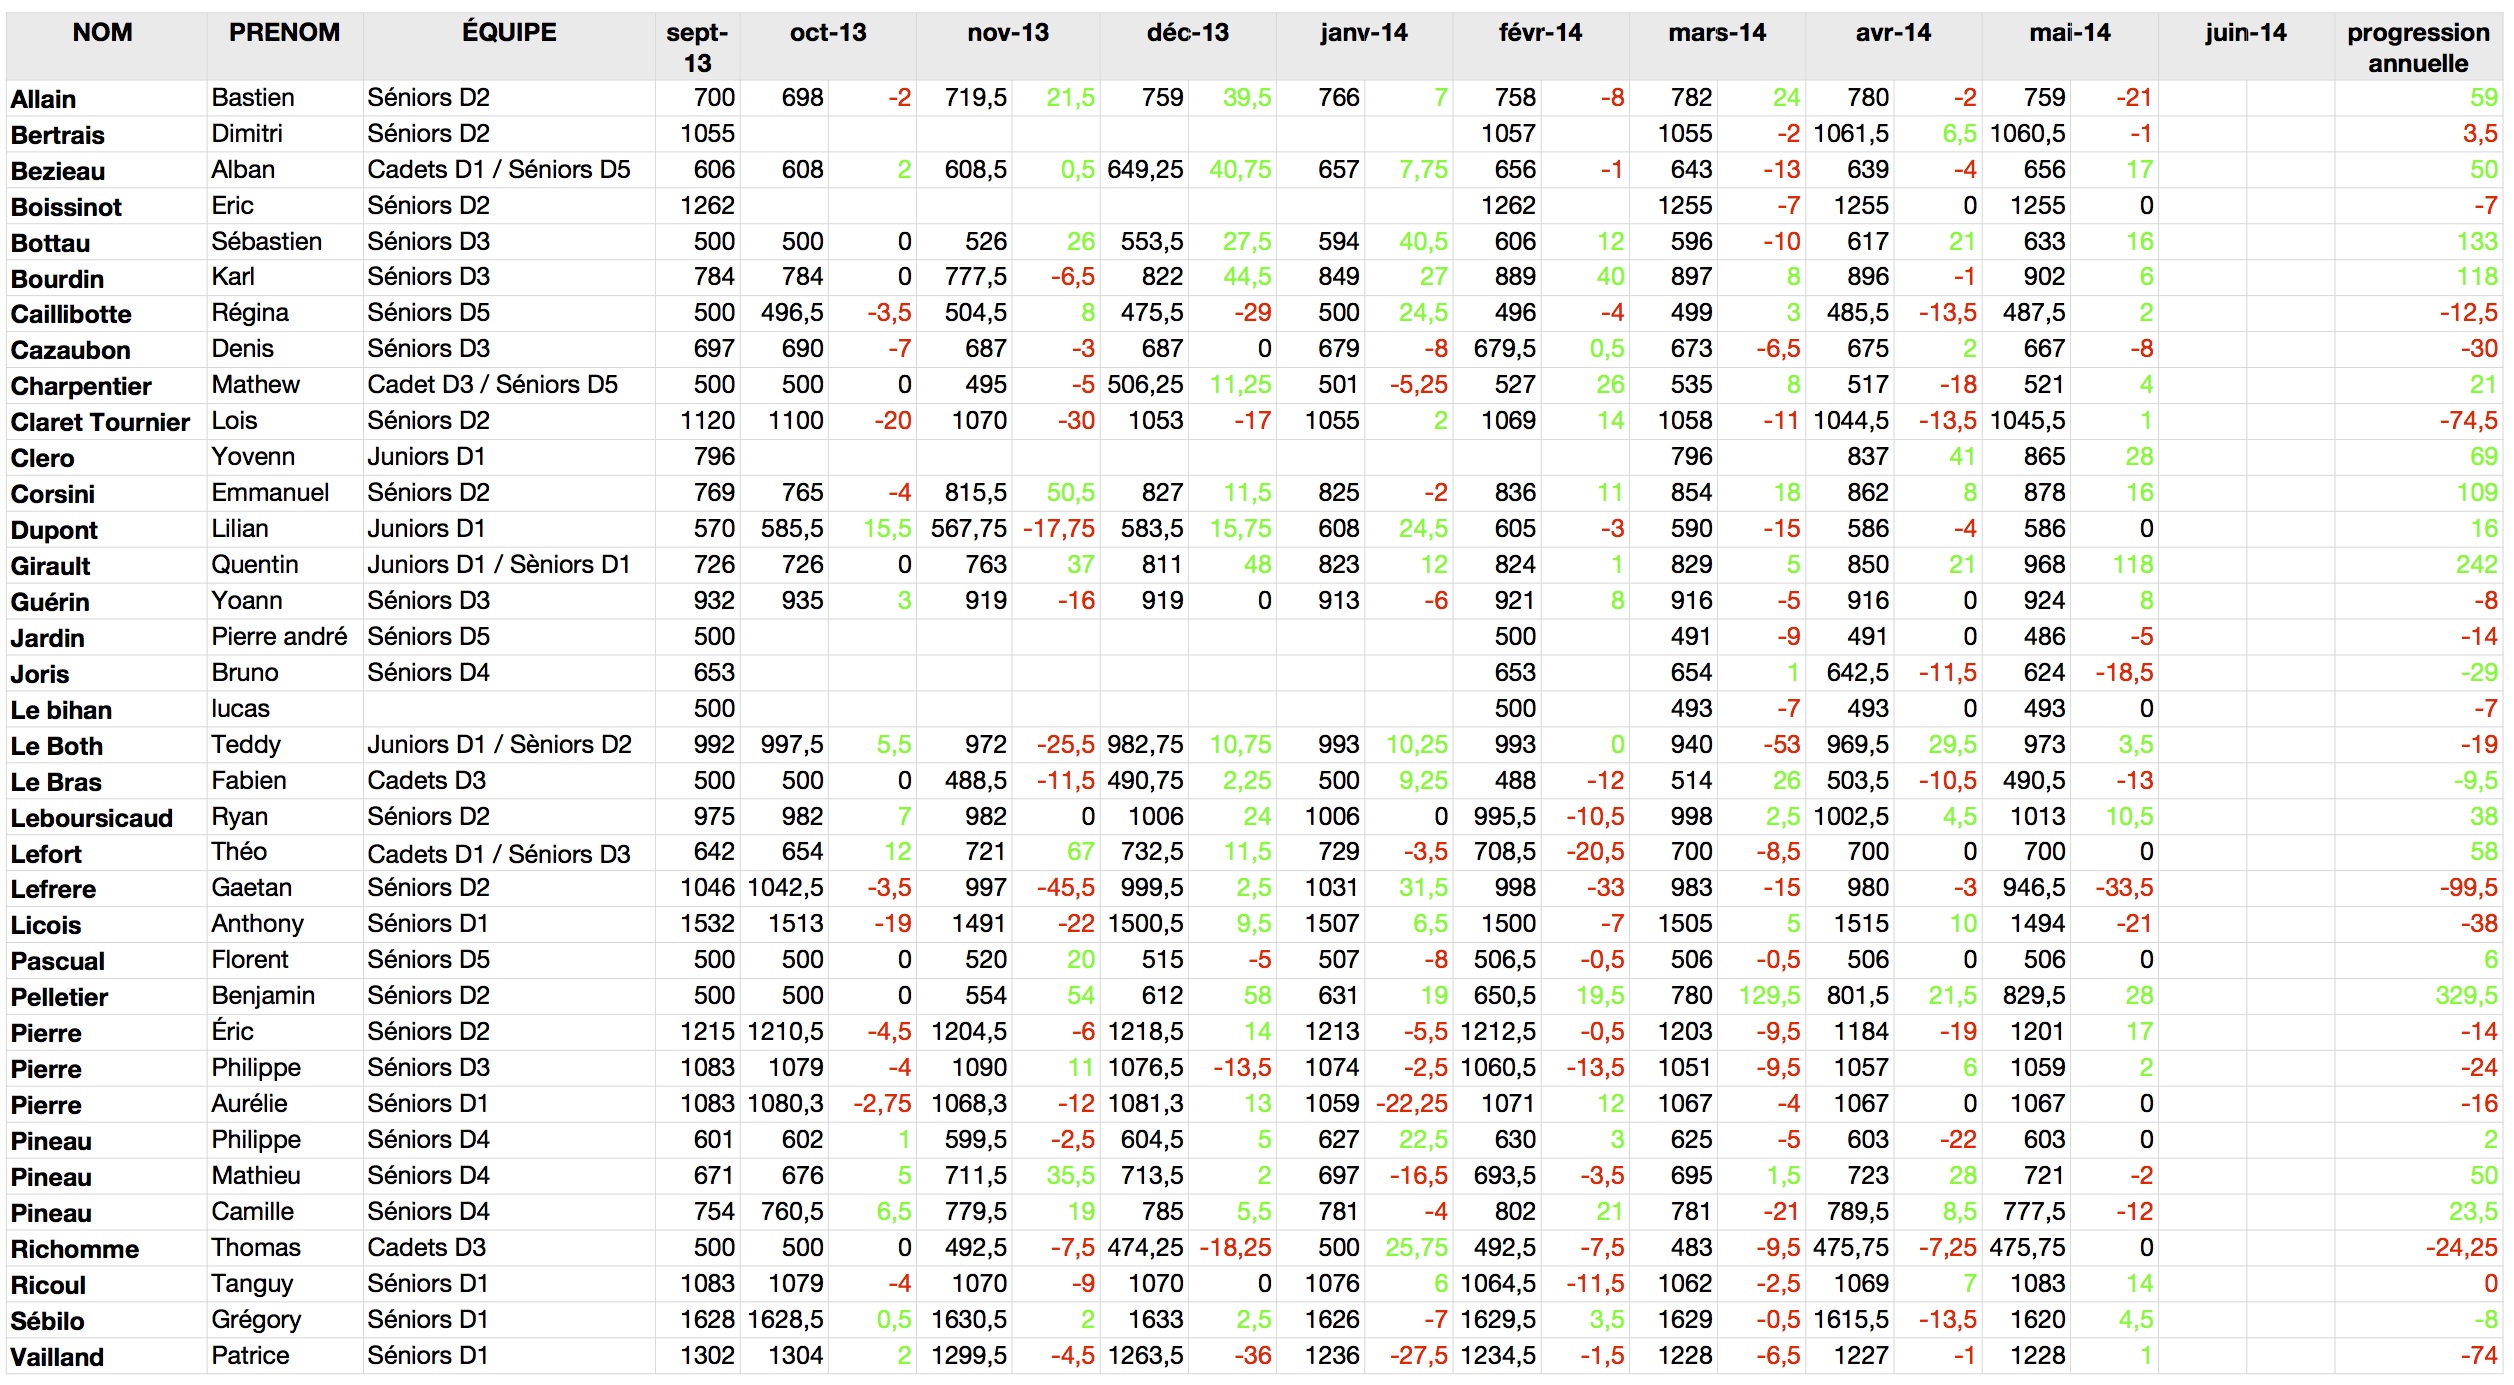 NOM PRENOM ÉQUIPE sept-13 oct-13 nov-13 déc-13 janv-14 févr-14 mars-14 avr-14 mai-14 juin-14 progression annuelle
Allain Bastien Séniors D2 700 698 -2 719,5 21,5 759 39,5 766 7 758 -8 782 24 780 -2 759 -21 59
Bertrais Dimitri Séniors D2 1055 1057 1055 -2 1061,5 6,5 1060,5 -1 3,5
Bezieau Alban Cadets D1 / Séniors D5 606 608 2 608,5 0,5 649,25 40,75 657 7,75 656 -1 643 -13 639 -4 656 17 50
Boissinot Eric Séniors D2 1262 1262 1255 -7 1255 0 1255 0 -7
Bottau Sébastien Séniors D3 500 500 0 526 26 553,5 27,5 594 40,5 606 12 596 -10 617 21 633 16 133
Bourdin Karl Séniors D3 784 784 0 777,5 -6,5 822 44,5 849 27 889 40 897 8 896 -1 902 6 118
Caillibotte Régina Séniors D5 500 496,5 -3,5 504,5 8 475,5 -29 500 24,5 496 -4 499 3 485,5 -13,5 487,5 2 -12,5
Cazaubon Denis Séniors D3 697 690 -7 687 -3 687 0 679 -8 679,5 0,5 673 -6,5 675 2 667 -8 -30
Charpentier Mathew Cadet D3 / Séniors D5 500 500 0 495 -5 506,25 11,25 501 -5,25 527 26 535 8 517 -18 521 4 21
Claret Tournier Lois Séniors D2 1120 1100 -20 1070 -30 1053 -17 1055 2 1069 14 1058 -11 1044,5 -13,5 1045,5 1 -74,5
Clero Yovenn Juniors D1 796 796 837 41 865 28 69
Corsini Emmanuel Séniors D2 769 765 -4 815,5 50,5 827 11,5 825 -2 836 11 854 18 862 8 878 16 109
Dupont Lilian Juniors D1 570 585,5 15,5 567,75 -17,75 583,5 15,75 608 24,5 605 -3 590 -15 586 -4 586 0 16
Girault Quentin Juniors D1 / Sèniors D1 726 726 0 763 37 811 48 823 12 824 1 829 5 850 21 968 118 242
Guérin Yoann Séniors D3 932 935 3 919 -16 919 0 913 -6 921 8 916 -5 916 0 924 8 -8
Jardin Pierre andré Séniors D5 500 500 491 -9 491 0 486 -5 -14
Joris Bruno Séniors D4 653 653 654 1 642,5 -11,5 624 -18,5 -29
Le bihan lucas 500 500 493 -7 493 0 493 0 -7
Le Both Teddy Juniors D1 / Sèniors D2 992 997,5 5,5 972 -25,5 982,75 10,75 993 10,25 993 0 940 -53 969,5 29,5 973 3,5 -19
Le Bras Fabien Cadets D3 500 500 0 488,5 -11,5 490,75 2,25 500 9,25 488 -12 514 26 503,5 -10,5 490,5 -13 -9,5
Leboursicaud Ryan Séniors D2 975 982 7 982 0 1006 24 1006 0 995,5 -10,5 998 2,5 1002,5 4,5 1013 10,5 38
Lefort Théo Cadets D1 / Séniors D3 642 654 12 721 67 732,5 11,5 729 -3,5 708,5 -20,5 700 -8,5 700 0 700 0 58
Lefrere Gaetan Séniors D2 1046 1042,5 -3,5 997 -45,5 999,5 2,5 1031 31,5 998 -33 983 -15 980 -3 946,5 -33,5 -99,5
Licois Anthony Séniors D1 1532 1513 -19 1491 -22 1500,5 9,5 1507 6,5 1500 -7 1505 5 1515 10 1494 -21 -38
Pascual Florent Séniors D5 500 500 0 520 20 515 -5 507 -8 506,5 -0,5 506 -0,5 506 0 506 0 6
Pelletier Benjamin Séniors D2 500 500 0 554 54 612 58 631 19 650,5 19,5 780 129,5 801,5 21,5 829,5 28 329,5
Pierre Éric Séniors D2 1215 1210,5 -4,5 1204,5 -6 1218,5 14 1213 -5,5 1212,5 -0,5 1203 -9,5 1184 -19 1201 17 -14
Pierre Philippe Séniors D3 1083 1079 -4 1090 11 1076,5 -13,5 1074 -2,5 1060,5 -13,5 1051 -9,5 1057 6 1059 2 -24
Pierre Aurélie Séniors D1 1083 1080,3 -2,75 1068,3 -12 1081,3 13 1059 -22,25 1071 12 1067 -4 1067 0 1067 0 -16
Pineau Philippe Séniors D4 601 602 1 599,5 -2,5 604,5 5 627 22,5 630 3 625 -5 603 -22 603 0 2
Pineau Mathieu Séniors D4 671 676 5 711,5 35,5 713,5 2 697 -16,5 693,5 -3,5 695 1,5 723 28 721 -2 50
Pineau Camille Séniors D4 754 760,5 6,5 779,5 19 785 5,5 781 -4 802 21 781 -21 789,5 8,5 777,5 -12 23,5
Richomme Thomas Cadets D3 500 500 0 492,5 -7,5 474,25 -18,25 500 25,75 492,5 -7,5 483 -9,5 475,75 -7,25 475,75 0 -24,25
Ricoul Tanguy Séniors D1 1083 1079 -4 1070 -9 1070 0 1076 6 1064,5 -11,5 1062 -2,5 1069 7 1083 14 0
Sébilo Grégory Séniors D1 1628 1628,5 0,5 1630,5 2 1633 2,5 1626 -7 1629,5 3,5 1629 -0,5 1615,5 -13,5 1620 4,5 -8
Vailland Patrice Séniors D1 1302 1304 2 1299,5 -4,5 1263,5 -36 1236 -27,5 1234,5 -1,5 1228 -6,5 1227 -1 1228 1 -74